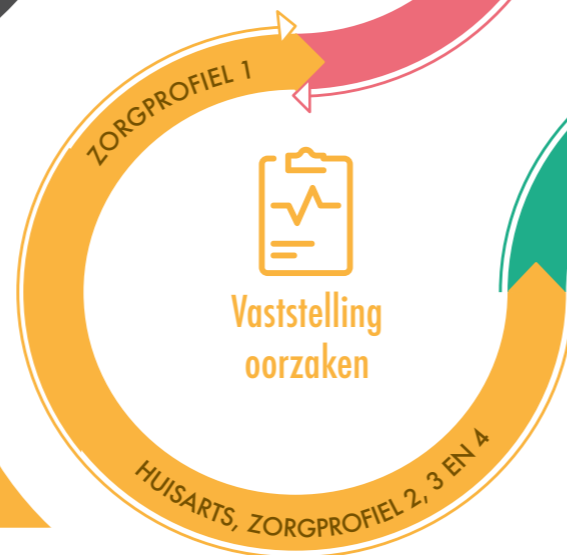 ZORGPROFIEL 1
Vaststelling
oorzaken
HUISARTS, ZORGPROFIEL 2, 3 EN 4